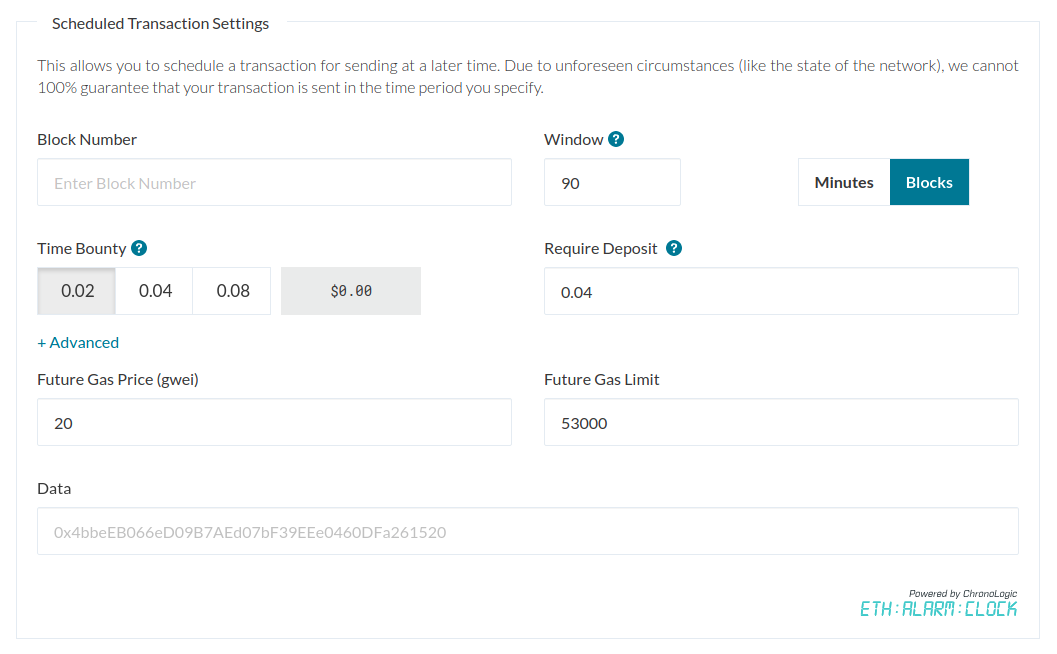 Scheduled Transaction Settings
This allows you to schedule a transaction for sending at a later time. Due to unforeseen circumstances (like the state of the network), we cannot
100% guarantee that your transaction is sent in the time period you specify.
Block Number
Window ?
Enter Block Number
90
Minutes
Blocks
Time Bounty ?
Require Deposit ?
0.02
0.04
0.08
$0.00
0.04
+ Advanced
Future Gas Price (gwei)
Future Gas Limit
20
53000
Data
0x4bbeEB066eD09B7AEd07bF39EEe0460DFa261520
Powered by ChronoLogic
ETH:ALARM:CLOCK